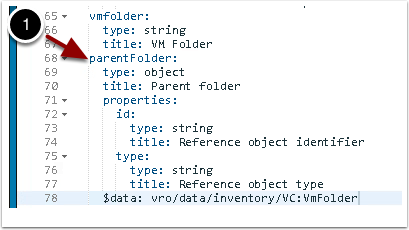 1
65 vmfolder:
66 type: string
67 title: VM Folder
68 parentFolder:
69 type: object
70 title: Parent folder
71 properties:
72 id:
73 type: string
74 title: Reference object identifier
75 type:
76 type: string
77 title: Reference object type
78 $data: vro/data/inventory/VC:VmFolder